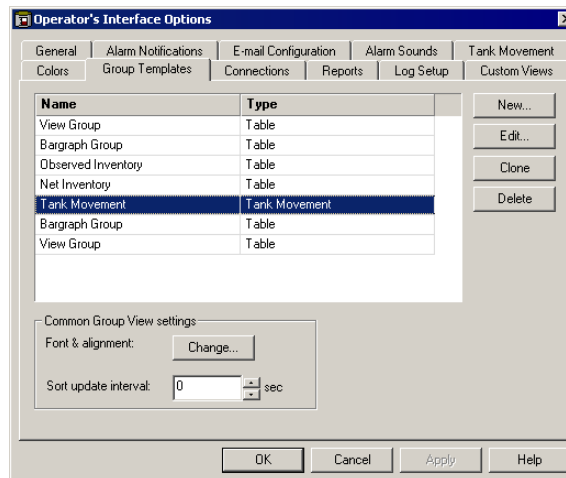 Operator's Interface Options
General Alarm Notifications E-mail Configuration Alarm Sounds Tank Movement
Colors Group Templates Connections Reports Log Setup Custom Views
Name Type
View Group Table
Bargraph Group Table
Observed Inventory Table
Net Inventory Table
Tank Movement Tank Movement
Bargraph Group Table
View Group Table
New...
Edit...
Clone
Delete
Common Group View settings
Font & alignment: Change...
Sort update interval: 0 sec
OK Cancel Apply Help